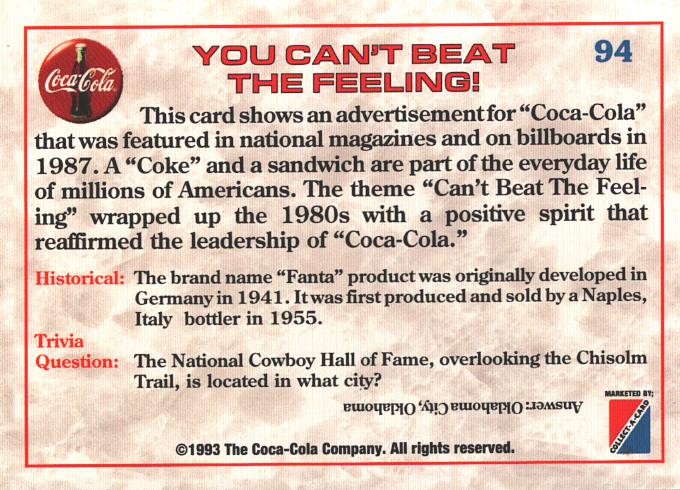 Coca-Cola
YOU CAN'T BEAT
THE FEELING!
94
This card shows an advertisement for "Coca-Cola"
that was featured in national magazines and on billboards in
1987. A "Coke" and a sandwich are part of the everyday life
of millions of Americans. The theme "Can't Beat The Feel-
ing" wrapped up the 1980s with a positive spirit that
reaffirmed the leadership of "Coca-Cola."
Historical: The brand name "Fanta" product was originally developed in
Germany in 1941. It was first produced and sold by a Naples,
Italy bottler in 1955.
Trivia
Question: The National Cowboy Hall of Fame, overlooking the Chisolm
Trail, is located in what city?
Answer: Oklahoma City, Oklahoma
MARKETED BY;
COLLECT-A-CARD
©1993 The Coca-Cola Company. All rights reserved.